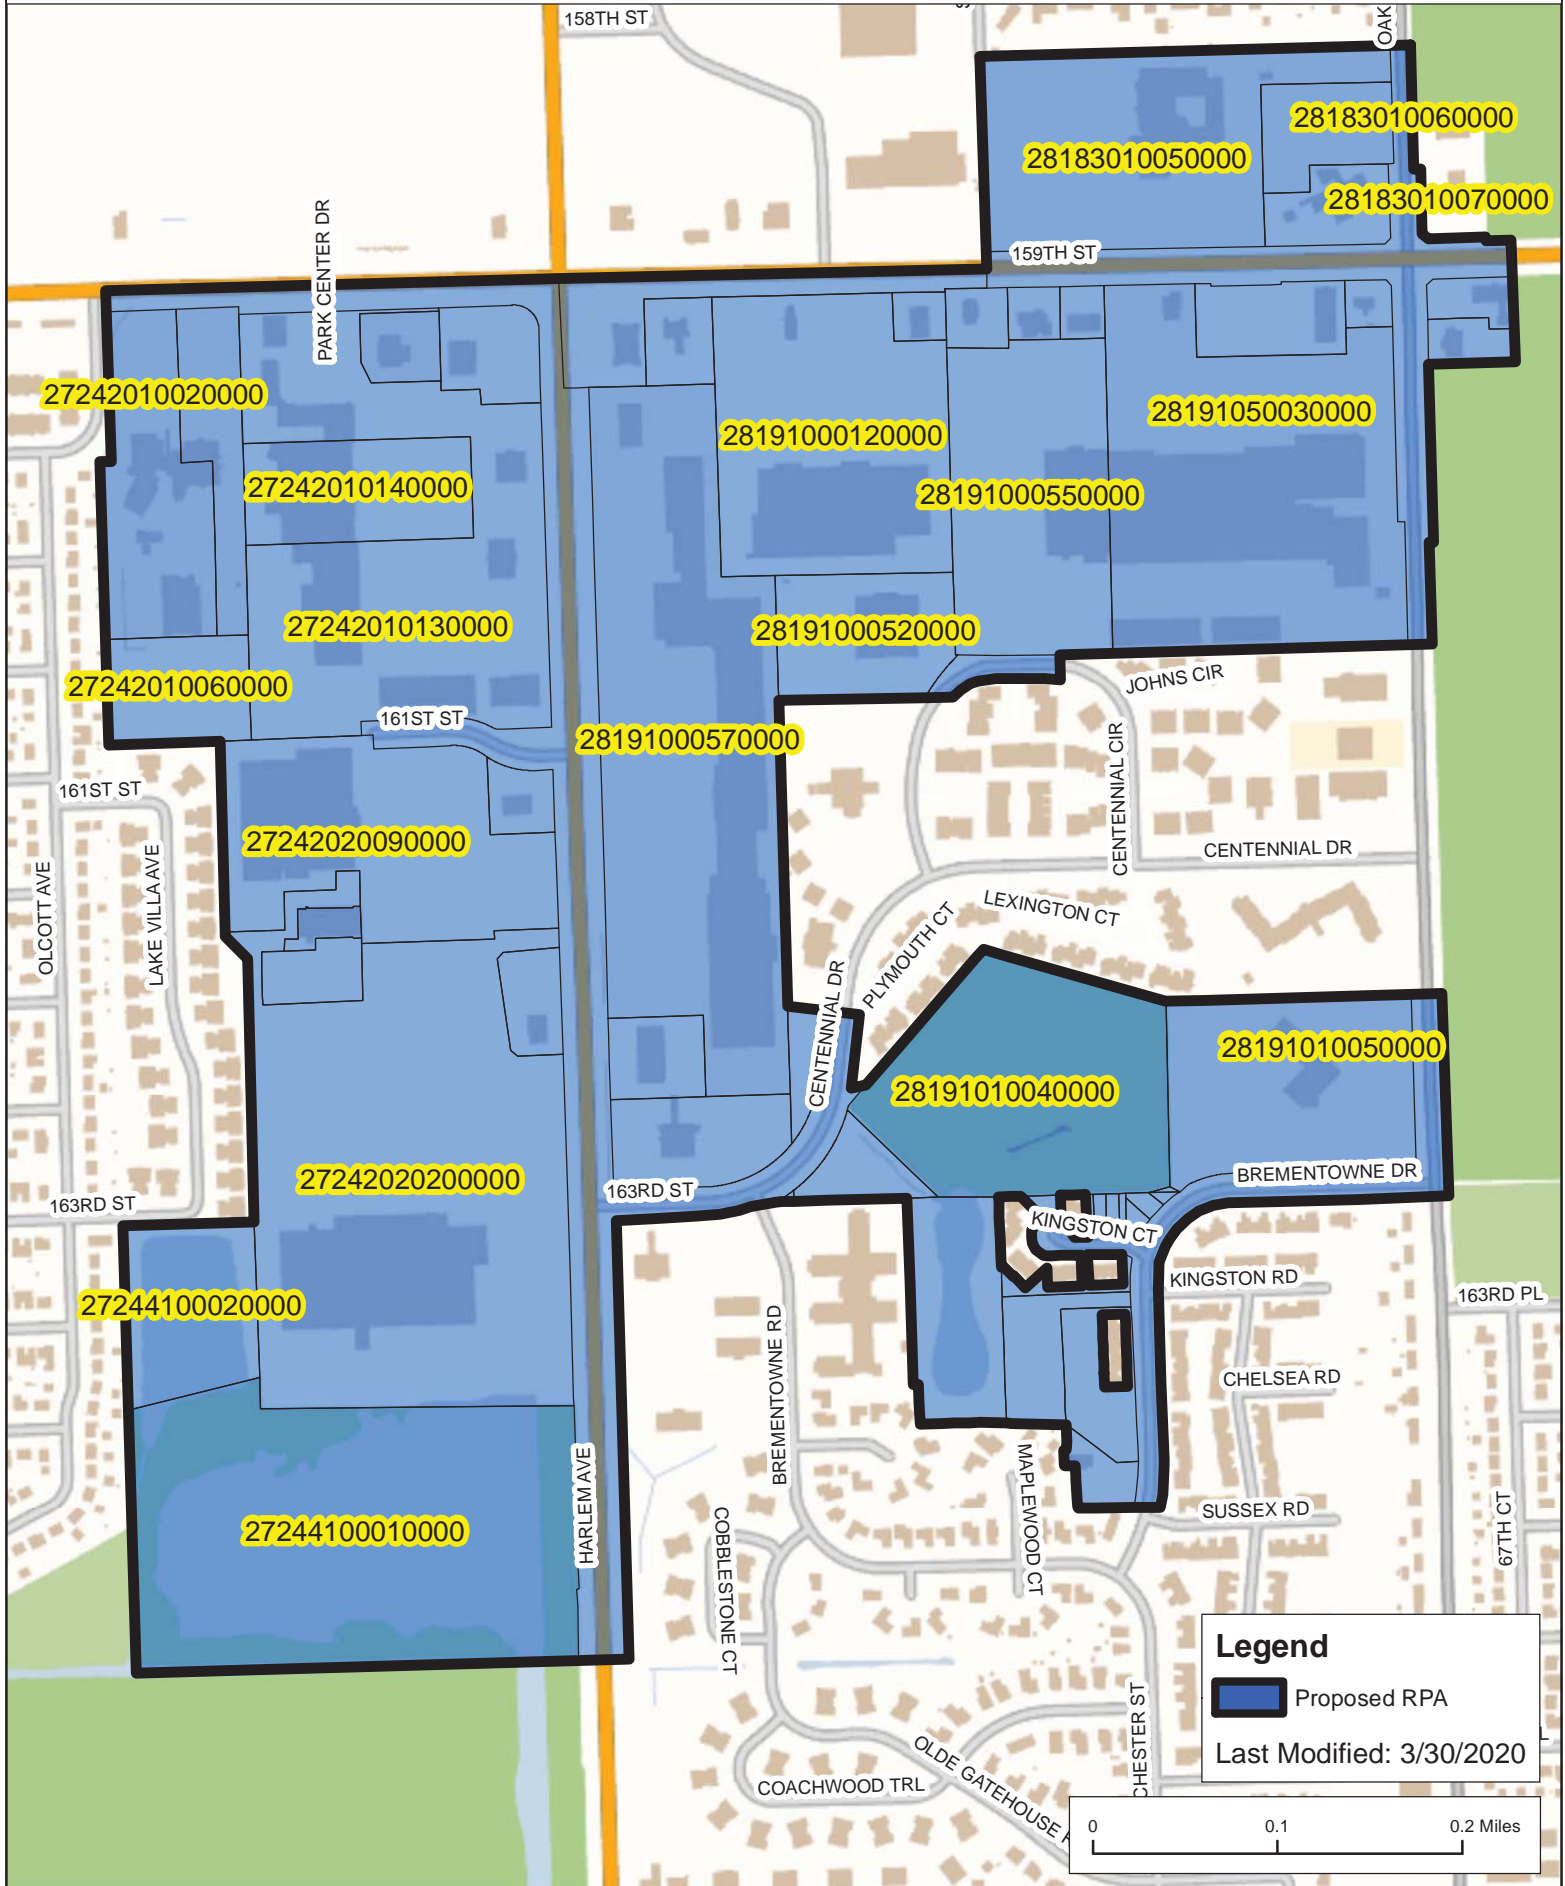 158TH ST
OAK
28183010060000
28183010050000
28183010070000
PARK CENTER DR
159TH ST
27242010020000
28191050030000
28191000120000
27242010140000
28191000550000
27242010130000
28191000520000
27242010060000
JOHNS CIR
161ST ST
28191000570000
CENTENNIAL CIR
161ST ST
27242020090000
CENTENNIAL DR
OLCOTT AVE
LAKE VILLA AVE
LEXINGTON CT
PLYMOUTH CT
CENTENNIAL DR
28191010050000
28191010040000
27242020200000
BREMENTOWNE DR
163RD ST
163RD ST
KINGSTON CT
KINGSTON RD
27244100020000
163RD PL
BREMENTOWNE RD
CHELSEA RD
HARLEM AVE
MAPLEWOOD CT
SUSSEX RD
27244100010000
67TH CT
COBBLESTONE CT
Legend
Proposed RPA
Last Modified: 3/30/2020
CHESTER ST
OLDE GATEHOUSE
COACHWOOD TRL
0 0.1 0.2 Miles